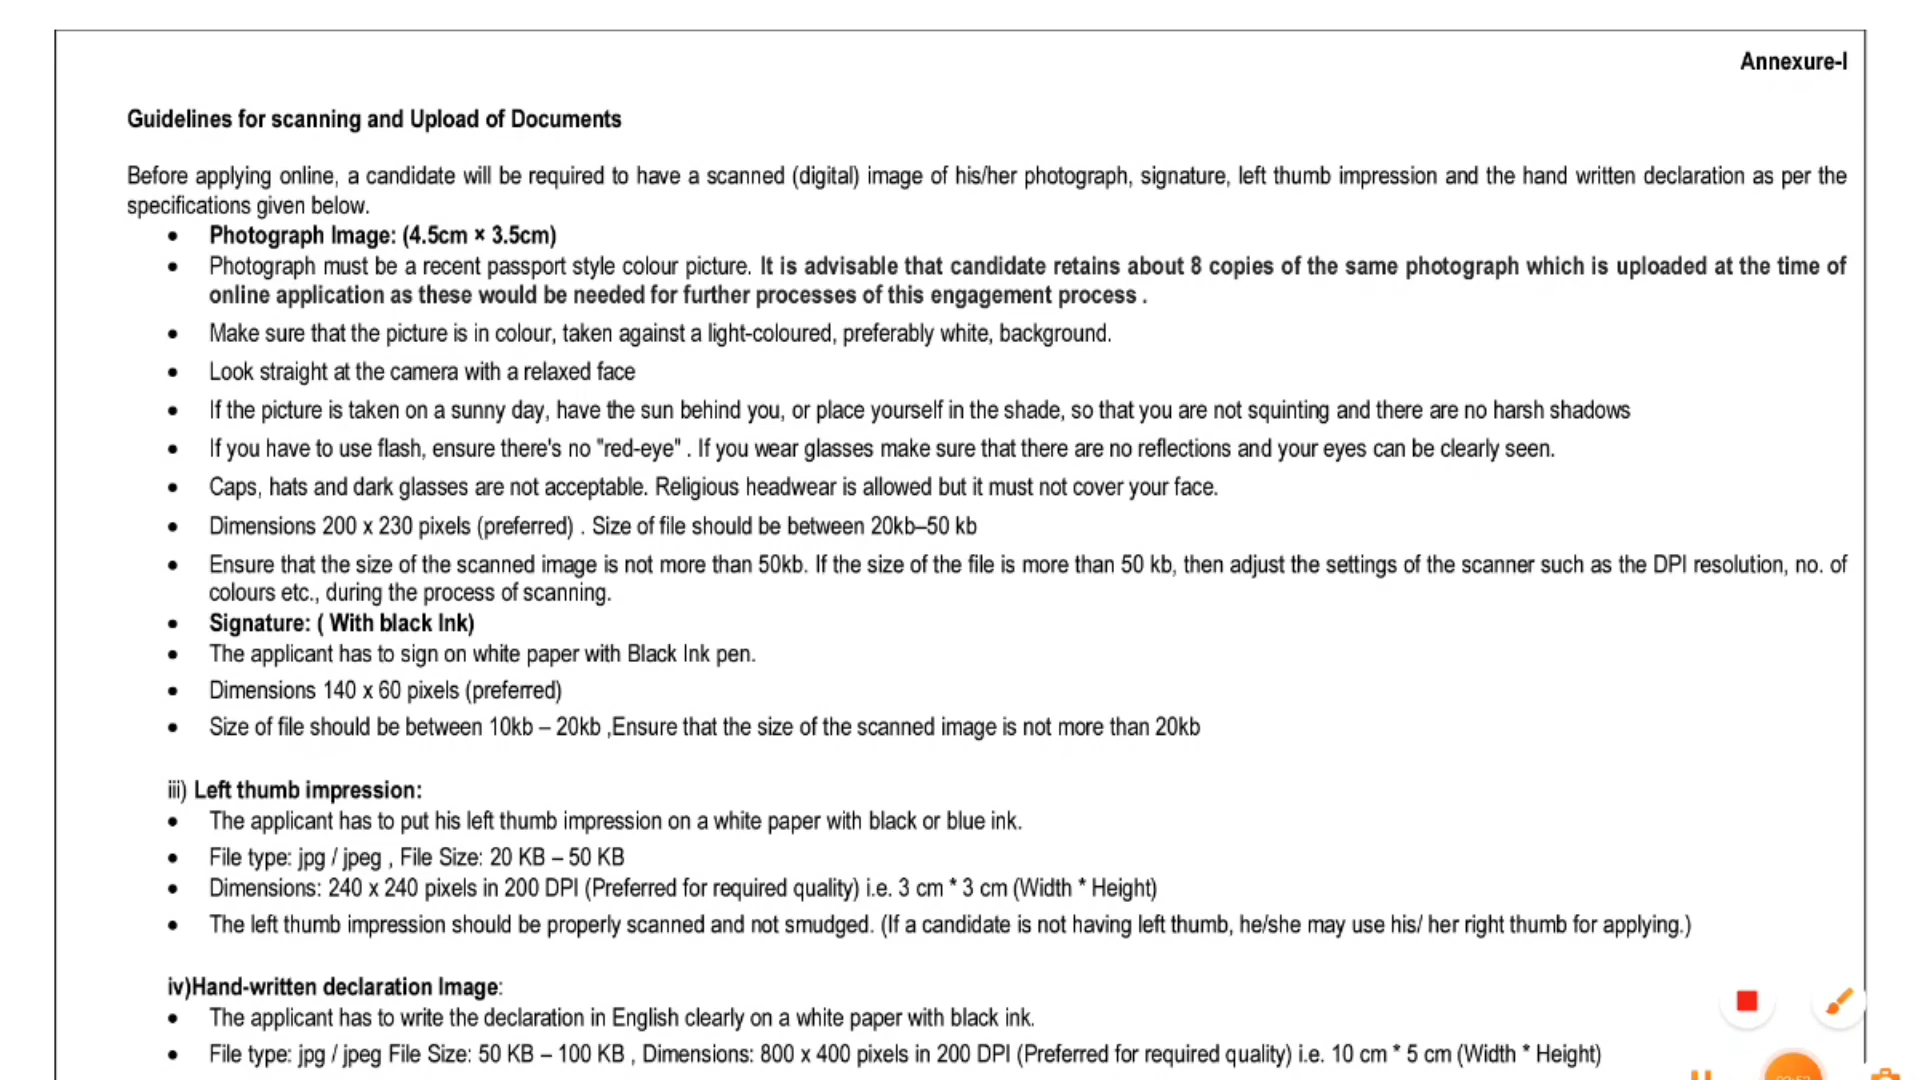 Annexure-I
Guidelines for scanning and Upload of Documents
Before applying online, a candidate will be required to have a scanned (digital) image of his/her photograph, signature, left thumb impression and the hand written declaration as per the
specifications given below.
• Photograph Image: (4.5cm × 3.5cm)
• Photograph must be a recent passport style colour picture. It is advisable that candidate retains about 8 copies of the same photograph which is uploaded at the time of
online application as these would be needed for further processes of this engagement process .
• Make sure that the picture is in colour, taken against a light-coloured, preferably white, background.
• Look straight at the camera with a relaxed face
• If the picture is taken on a sunny day, have the sun behind you, or place yourself in the shade, so that you are not squinting and there are no harsh shadows
• If you have to use flash, ensure there's no "red-eye" . If you wear glasses make sure that there are no reflections and your eyes can be clearly seen.
• Caps, hats and dark glasses are not acceptable. Religious headwear is allowed but it must not cover your face.
• Dimensions 200 x 230 pixels (preferred) . Size of file should be between 20kb–50 kb
• Ensure that the size of the scanned image is not more than 50kb. If the size of the file is more than 50 kb, then adjust the settings of the scanner such as the DPI resolution, no. of
colours etc., during the process of scanning.
• Signature: ( With black Ink)
• The applicant has to sign on white paper with Black Ink pen.
• Dimensions 140 x 60 pixels (preferred)
• Size of file should be between 10kb – 20kb ,Ensure that the size of the scanned image is not more than 20kb
iii) Left thumb impression:
• The applicant has to put his left thumb impression on a white paper with black or blue ink.
• File type: jpg / jpeg , File Size: 20 KB – 50 KB
• Dimensions: 240 x 240 pixels in 200 DPI (Preferred for required quality) i.e. 3 cm * 3 cm (Width * Height)
• The left thumb impression should be properly scanned and not smudged. (If a candidate is not having left thumb, he/she may use his/ her right thumb for applying.)
iv)Hand-written declaration Image:
• The applicant has to write the declaration in English clearly on a white paper with black ink.
• File type: jpg / jpeg File Size: 50 KB – 100 KB , Dimensions: 800 x 400 pixels in 200 DPI (Preferred for required quality) i.e. 10 cm * 5 cm (Width * Height)